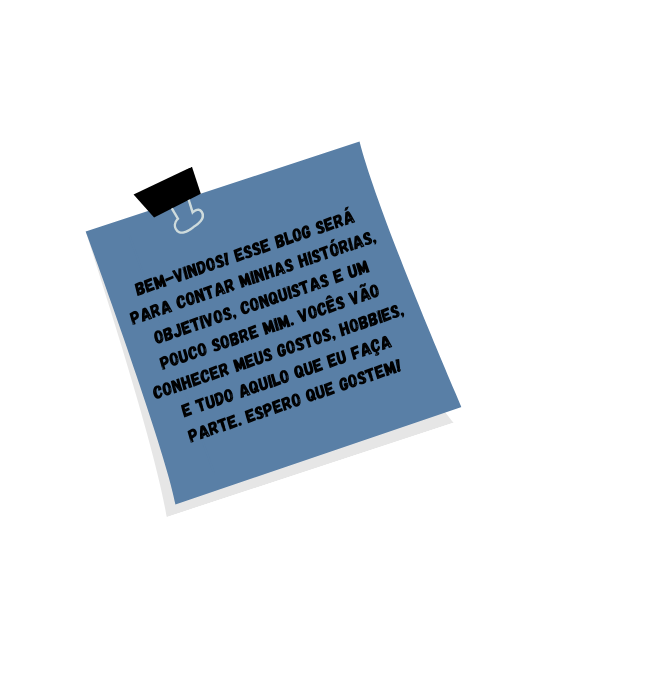 BEM-VINDOS! ESSE BLOG SERÁ
PARA CONTAR MINHAS HISTÓRIAS,
OBJETIVOS, CONQUISTAS E UM
POUCO SOBRE MIM. VOCÊS VÃO
CONHECER MEUS GOSTOS, HOBBIES,
E TUDO AQUILO QUE EU FAÇA
PARTE. ESPERO QUE GOSTEM!